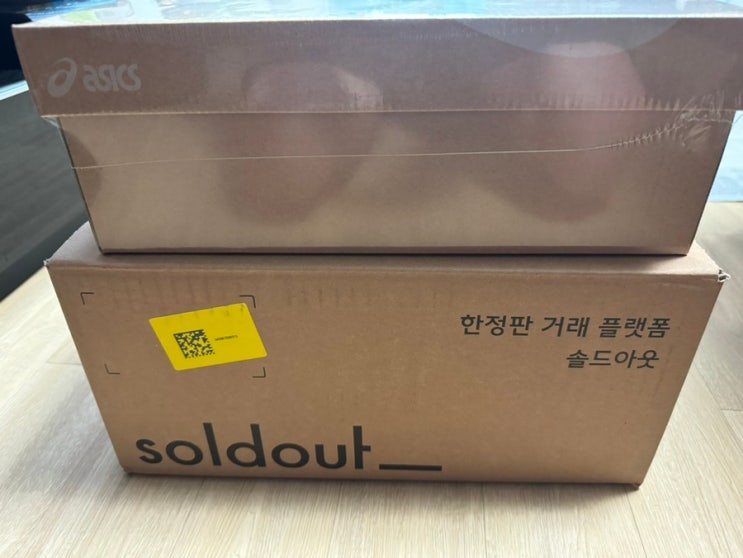 asics
한정판 거래 플랫폼
솔드아웃
soldout_